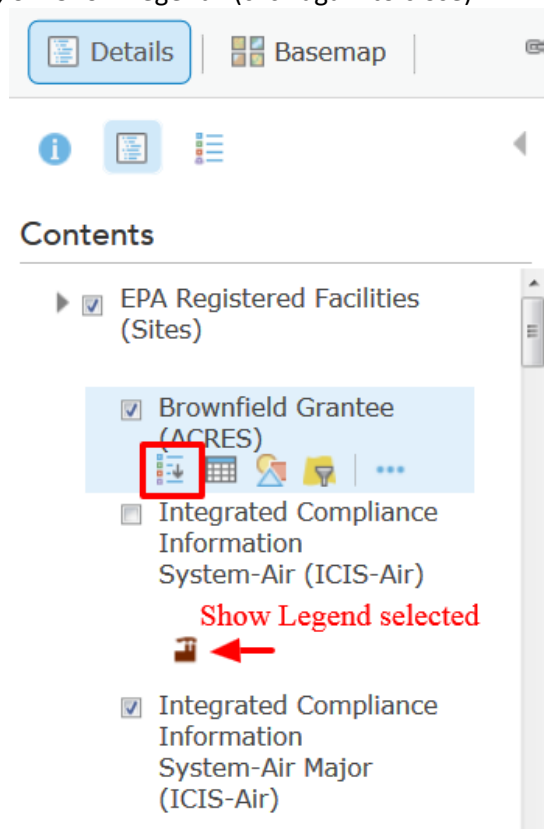 Details
Basemap
Contents
EPA Registered Facilities
(Sites)
Brownfield Grantee
(ACRES)
Integrated Compliance
Information
System-Air (ICIS-Air)
Show Legend selected
Integrated Compliance
Information
System-Air Major
(ICIS-Air)